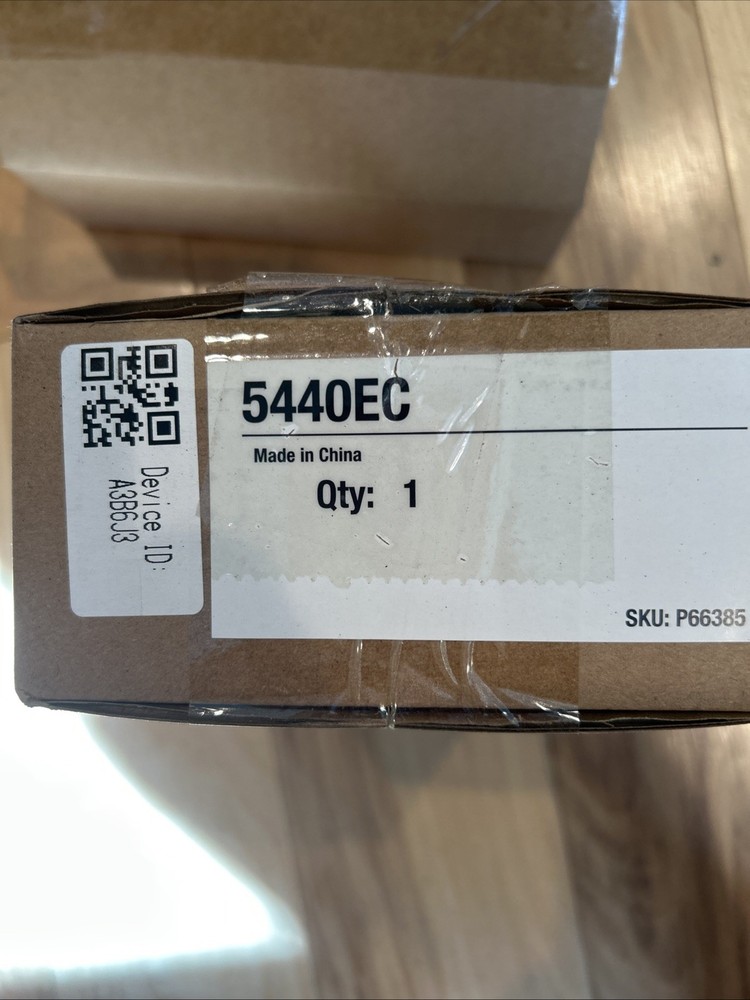 5440EC
Made in China
Qty: 1
SKU: P66385
Device ID:
A3B6J3